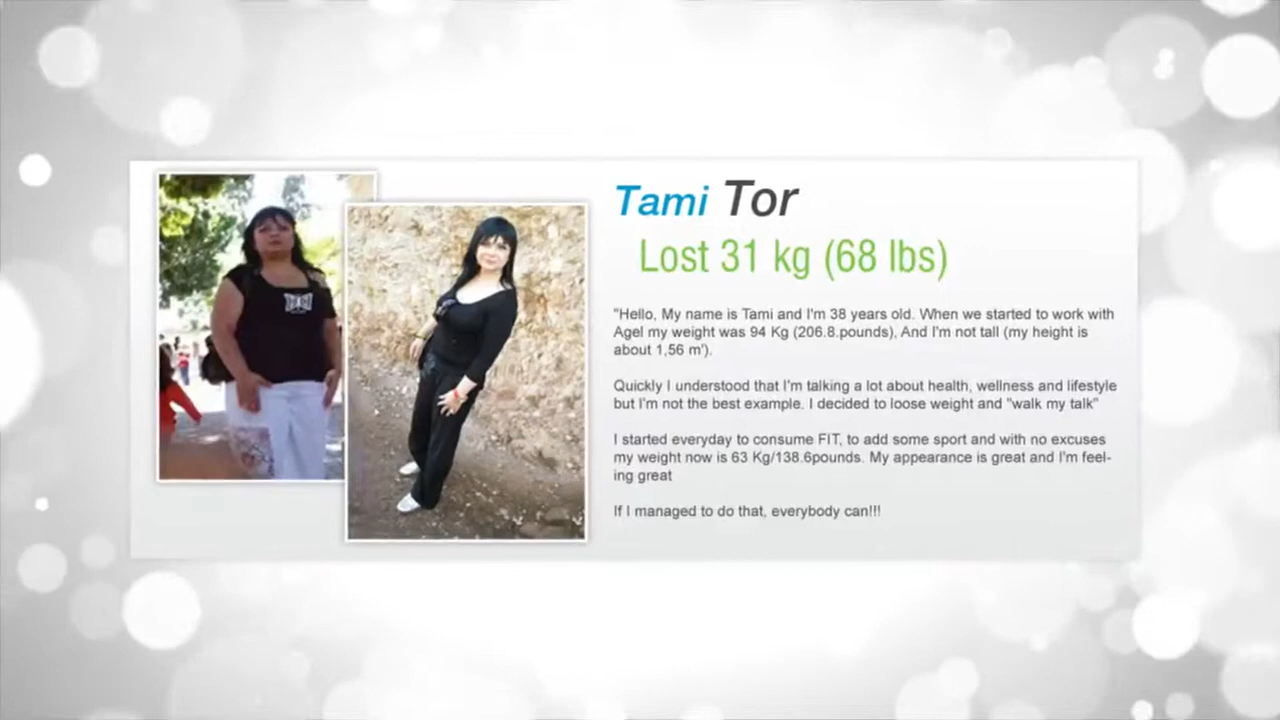 Tami Tor
Lost 31 kg (68 lbs)
"Hello, My name is Tami and I'm 38 years old. When we started to work with
Agel my weight was 94 Kg (206.8.pounds), And I'm not tall (my height is
about 1,56 m').
Quickly I understood that I'm talking a lot about health, wellness and lifestyle
but I'm not the best example. I decided to loose weight and "walk my talk"
I started everyday to consume FIT, to add some sport and with no excuses
my weight now is 63 Kg/138.6pounds. My appearance is great and I'm feel-
ing great
If I managed to do that, everybody can!!!